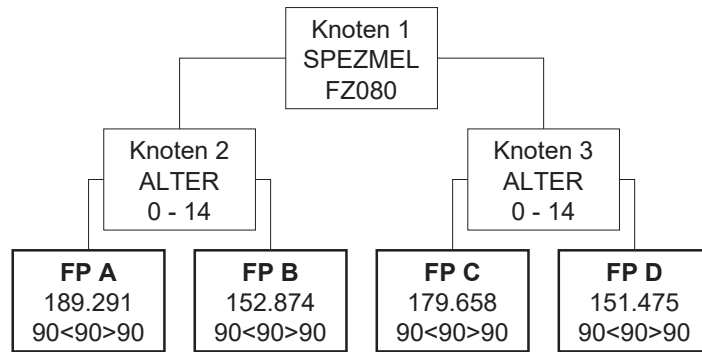 Knoten 1
SPEZMEL
FZ080
Knoten 2
ALTER
0 - 14
Knoten 3
ALTER
0 - 14
FP A
189.291
90<90>90
FP B
152.874
90<90>90
FP C
179.658
90<90>90
FP D
151.475
90<90>90